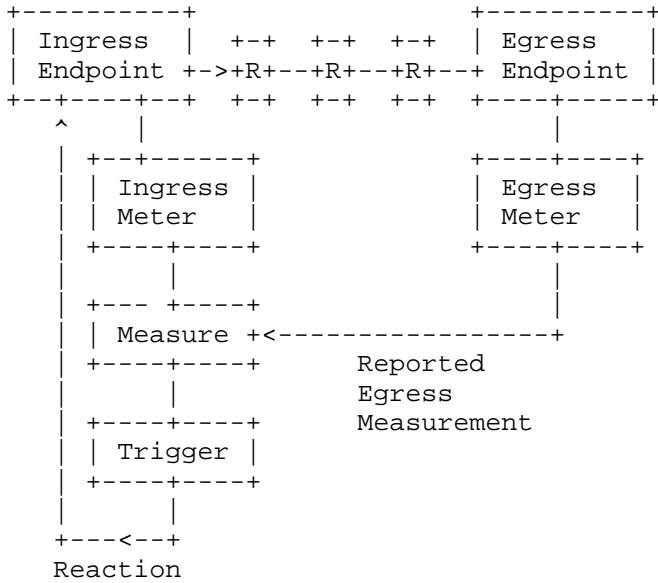 Ingress Egress
Endpoint R R R Endpoint
Ingress Egress
Meter Meter
Measure
Reported
Egress
Measurement
Trigger
Reaction